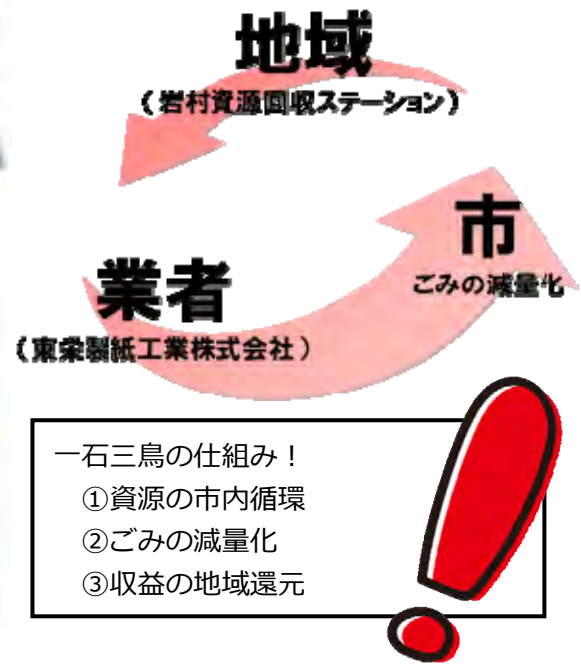 地域
(岩村資源回収ステーション)
市
ごみの減量化
業者
(東栄製紙工業株式会社)
一石三鳥の仕組み！
①資源の市内循環
②ごみの減量化
③収益の地域還元